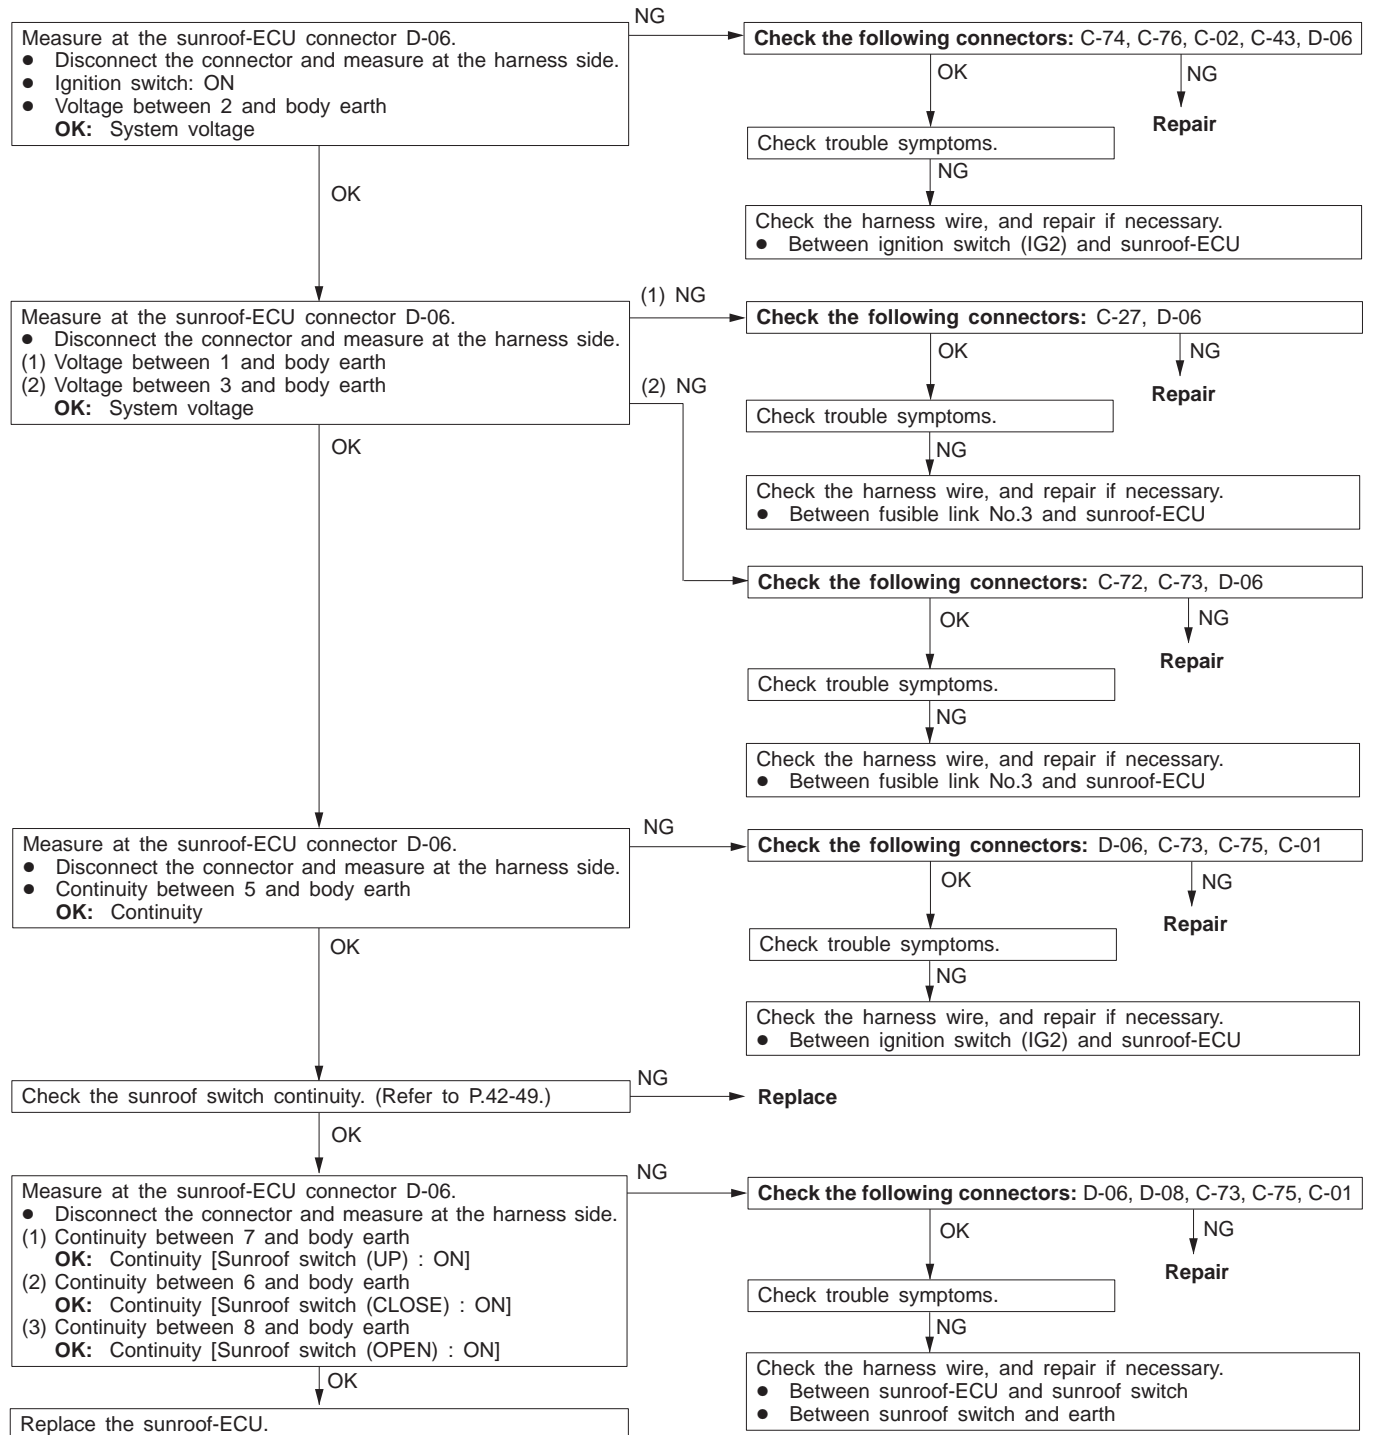 NG
Measure at the sunroof-ECU connector D-06.
● Disconnect the connector and measure at the harness side.
● Ignition switch: ON
● Voltage between 2 and body earth
OK: System voltage
Check the following connectors: C-74, C-76, C-02, C-43, D-06
OK
NG
Repair
Check trouble symptoms.
NG
Check the harness wire, and repair if necessary.
● Between ignition switch (IG2) and sunroof-ECU
OK
Measure at the sunroof-ECU connector D-06.
● Disconnect the connector and measure at the harness side.
(1) Voltage between 1 and body earth
(2) Voltage between 3 and body earth
OK: System voltage
(1) NG
Check the following connectors: C-27, D-06
OK
NG
Repair
Check trouble symptoms.
NG
Check the harness wire, and repair if necessary.
● Between fusible link No.3 and sunroof-ECU
(2) NG
Check the following connectors: C-72, C-73, D-06
OK
NG
Repair
Check trouble symptoms.
NG
Check the harness wire, and repair if necessary.
● Between fusible link No.3 and sunroof-ECU
OK
Measure at the sunroof-ECU connector D-06.
● Disconnect the connector and measure at the harness side.
● Continuity between 5 and body earth
OK: Continuity
NG
Check the following connectors: D-06, C-73, C-75, C-01
OK
NG
Repair
Check trouble symptoms.
NG
Check the harness wire, and repair if necessary.
● Between ignition switch (IG2) and sunroof-ECU
OK
Check the sunroof switch continuity. (Refer to P.42-49.)
NG
Replace
OK
Measure at the sunroof-ECU connector D-06.
● Disconnect the connector and measure at the harness side.
(1) Continuity between 7 and body earth
OK: Continuity [Sunroof switch (UP) : ON]
(2) Continuity between 6 and body earth
OK: Continuity [Sunroof switch (CLOSE) : ON]
(3) Continuity between 8 and body earth
OK: Continuity [Sunroof switch (OPEN) : ON]
NG
Check the following connectors: D-06, D-08, C-73, C-75, C-01
OK
NG
Repair
Check trouble symptoms.
NG
Check the harness wire, and repair if necessary.
● Between sunroof-ECU and sunroof switch
● Between sunroof switch and earth
OK
Replace the sunroof-ECU.